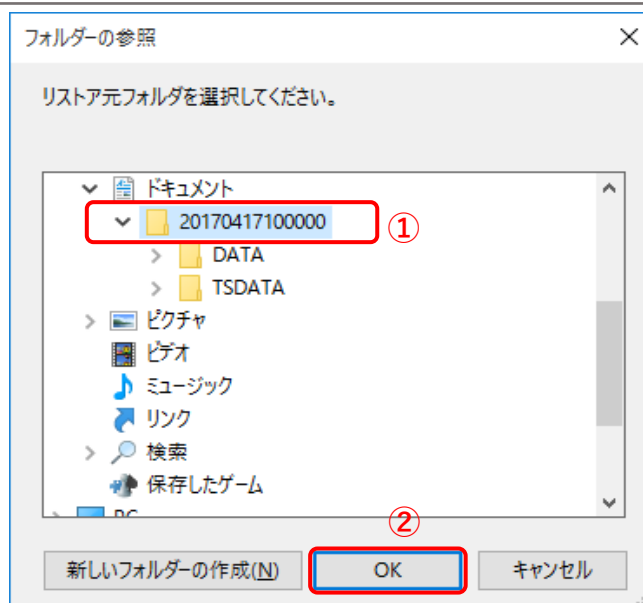 フォルダーの参照
リストア元フォルダを選択してください。
ドキュメント
20170417100000
①
DATA
TSDATA
ピクチャ
ビデオ
ミュージック
リンク
検索
保存したゲーム
PC
②
新しいフォルダーの作成(N)
OK
キャンセル